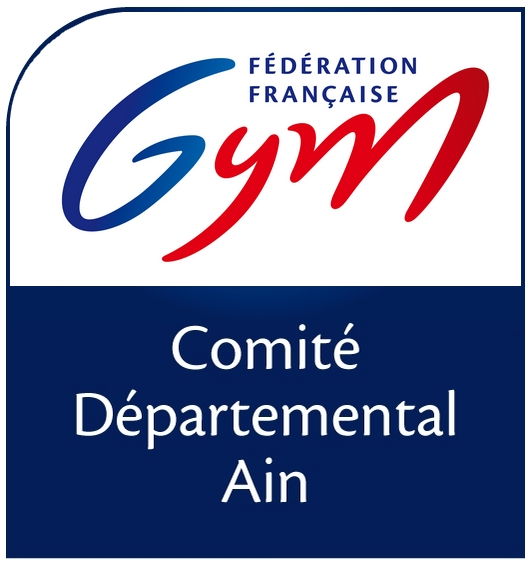 FÉDÉRATION
FRANÇAISE
Gym
Comité
Départemental
Ain